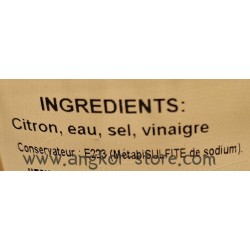 INGREDIENTS:
Citron, eau, sel, vinaigre
Conservateur : E223 (MétabiSULFITE de sodium).
www.angkor-store.com